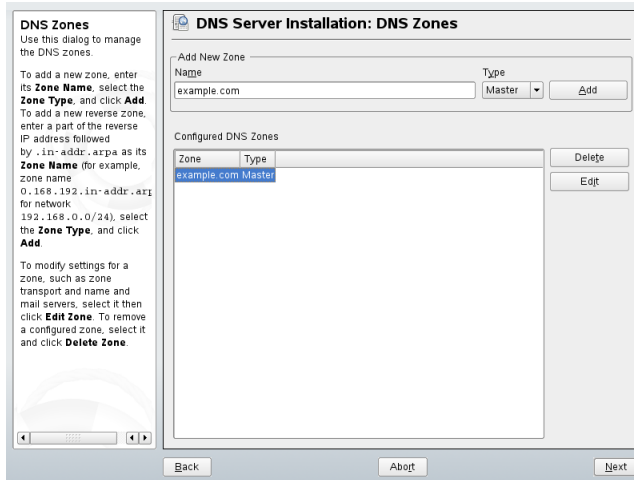 DNS Zones
Use this dialog to manage
the DNS zones.
To add a new zone, enter
its Zone Name, select the
Zone Type, and click Add.
To add a new reverse zone,
enter a part of the reverse
IP address followed
by .in-addr.arpa as its
Zone Name (for example,
zone name
0.168.192.in-addr.arp
for network
192.168.0.0/24), select
the Zone Type, and click
Add.
To modify settings for a
zone, such as zone
transport and name and
mail servers, select it then
click Edit Zone. To remove
a configured zone, select it
and click Delete Zone.
DNS Server Installation: DNS Zones
Add New Zone
Name Type
example.com Master Add
Configured DNS Zones
Zone Type
example.com Master
Delete
Edit
Back Abort Next